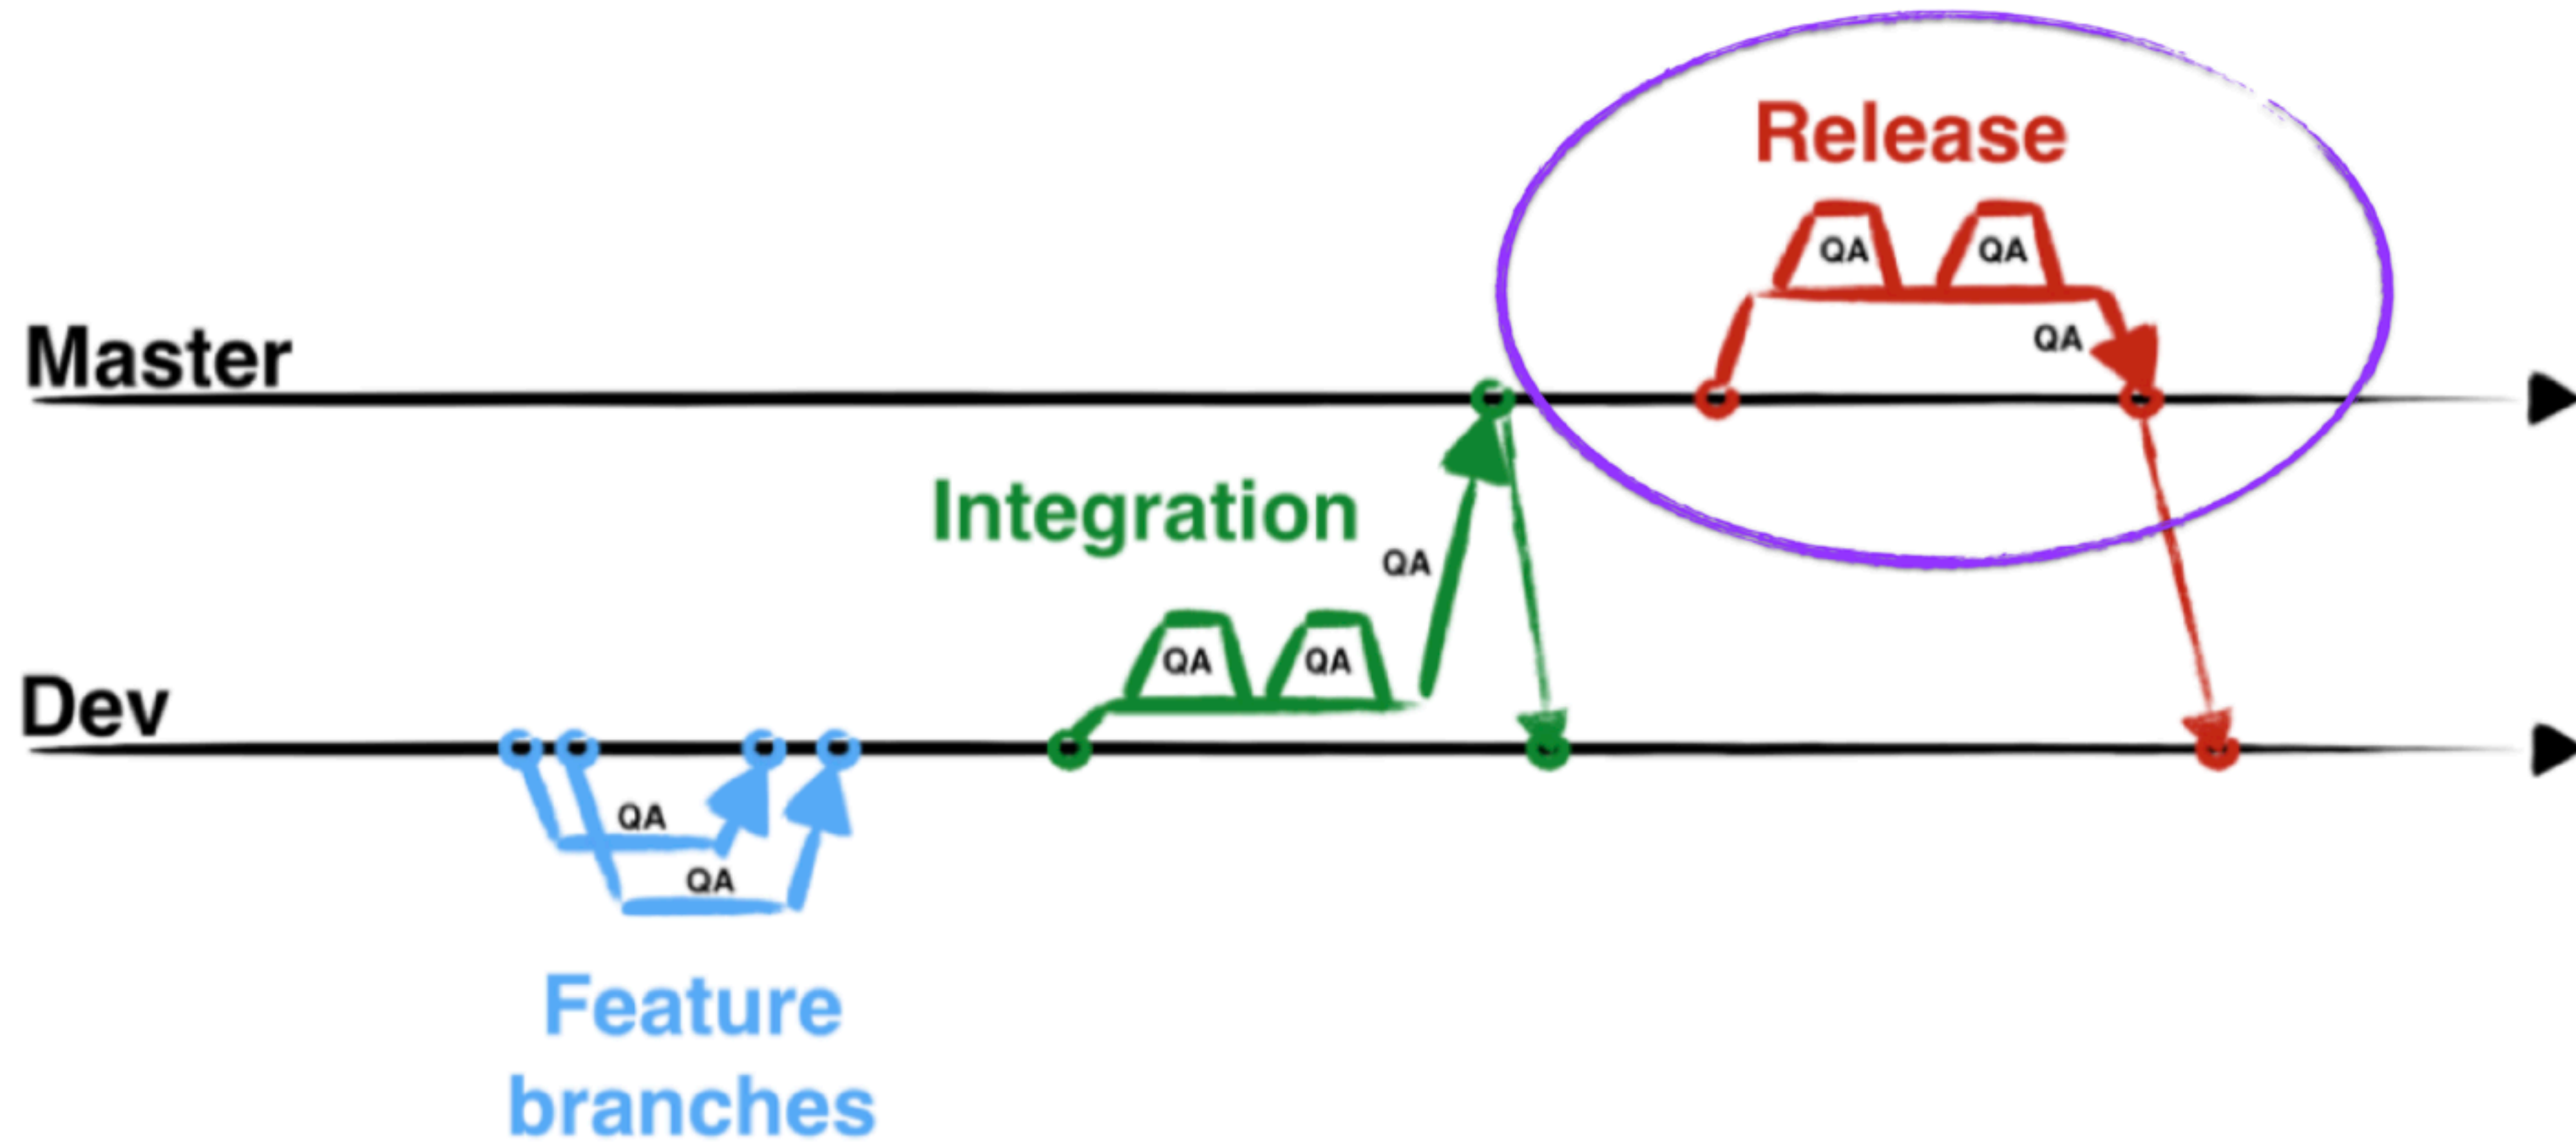 Release
QA QA
Master
QA
Integration
QA
QA QA
Dev
QA
QA
Feature
branches